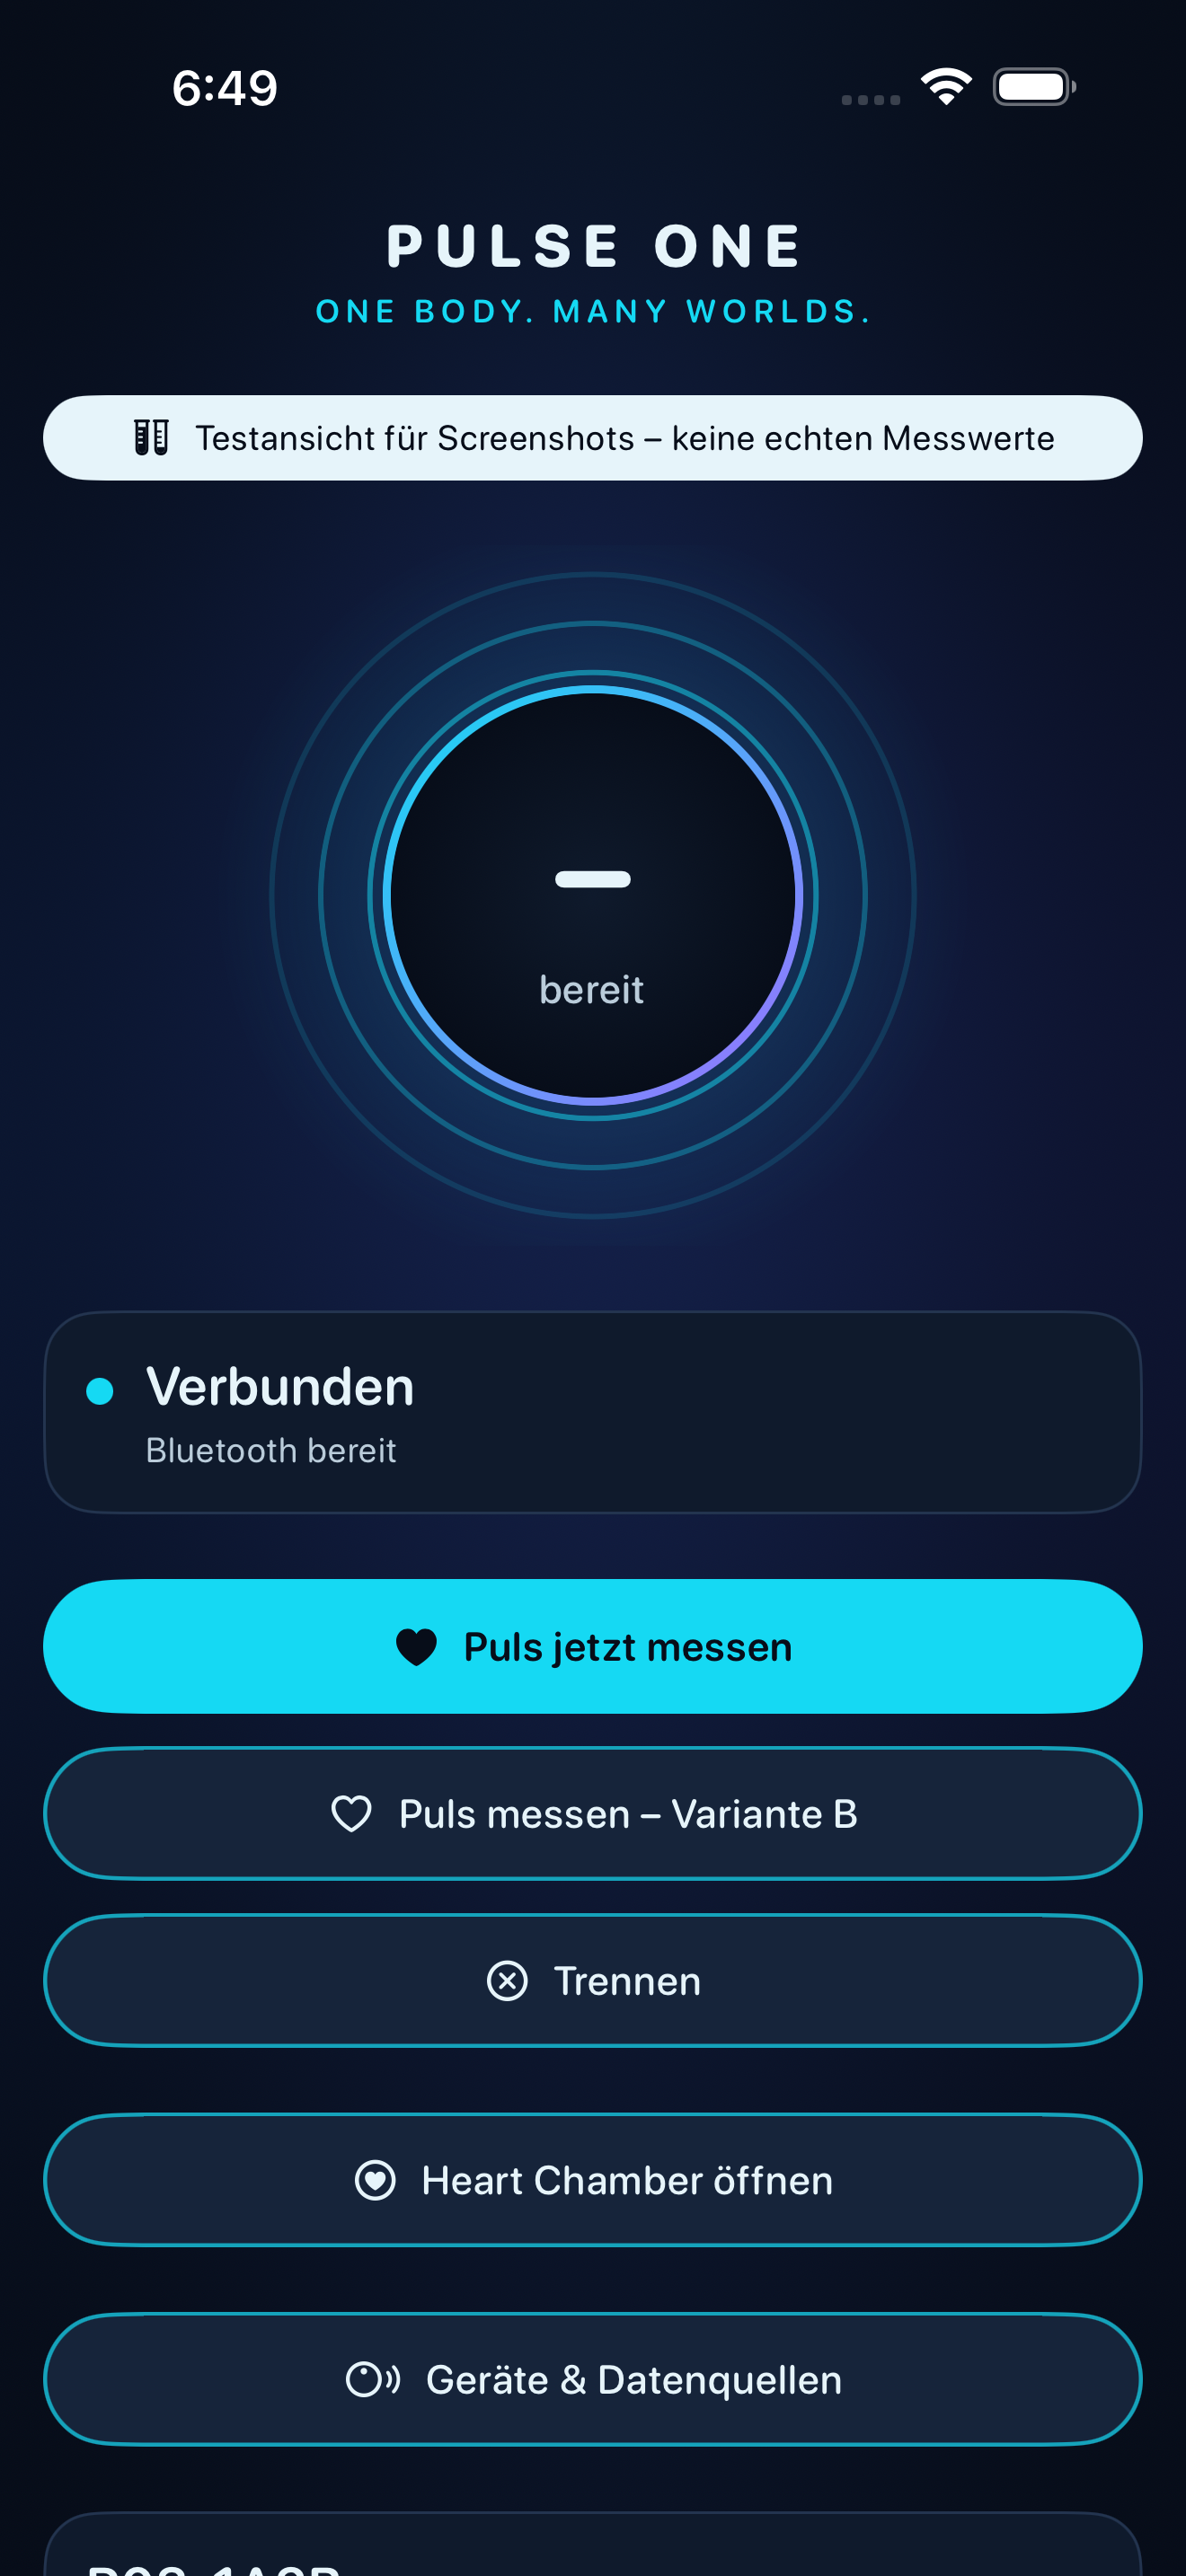 6:49
PULSE ONE
ONE BODY. MANY WORLDS.
Testansicht für Screenshots – keine echten Messwerte
–
bereit
Verbunden
Bluetooth bereit
Puls jetzt messen
Puls messen – Variante B
Trennen
Heart Chamber öffnen
Geräte & Datenquellen